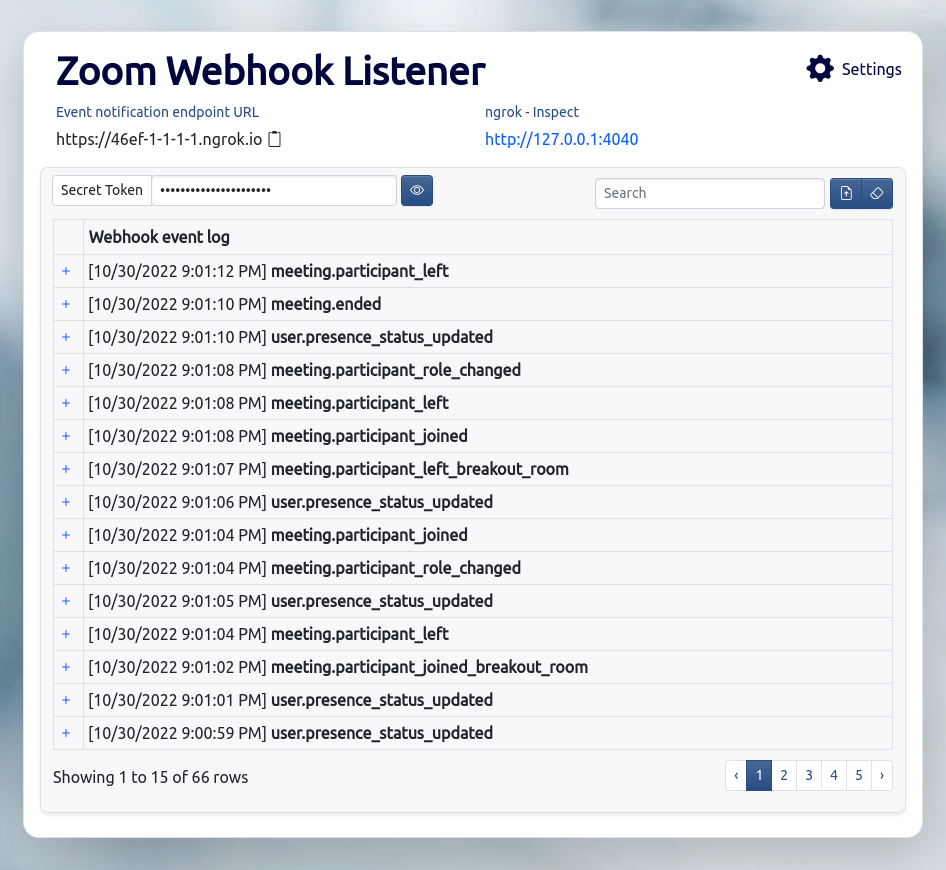 Zoom Webhook Listener
Settings
Event notification endpoint URL
ngrok - Inspect
https://46ef-1-1-1-1.ngrok.io
http://127.0.0.1:4040
Secret Token
••••••••••••••••••••••
Search
Webhook event log
+ [10/30/2022 9:01:12 PM] meeting.participant_left
+ [10/30/2022 9:01:10 PM] meeting.ended
+ [10/30/2022 9:01:10 PM] user.presence_status_updated
+ [10/30/2022 9:01:08 PM] meeting.participant_role_changed
+ [10/30/2022 9:01:08 PM] meeting.participant_left
+ [10/30/2022 9:01:08 PM] meeting.participant_joined
+ [10/30/2022 9:01:07 PM] meeting.participant_left_breakout_room
+ [10/30/2022 9:01:06 PM] user.presence_status_updated
+ [10/30/2022 9:01:04 PM] meeting.participant_joined
+ [10/30/2022 9:01:04 PM] meeting.participant_role_changed
+ [10/30/2022 9:01:05 PM] user.presence_status_updated
+ [10/30/2022 9:01:04 PM] meeting.participant_left
+ [10/30/2022 9:01:02 PM] meeting.participant_joined_breakout_room
+ [10/30/2022 9:01:01 PM] user.presence_status_updated
+ [10/30/2022 9:00:59 PM] user.presence_status_updated
Showing 1 to 15 of 66 rows
‹ 1 2 3 4 5 ›